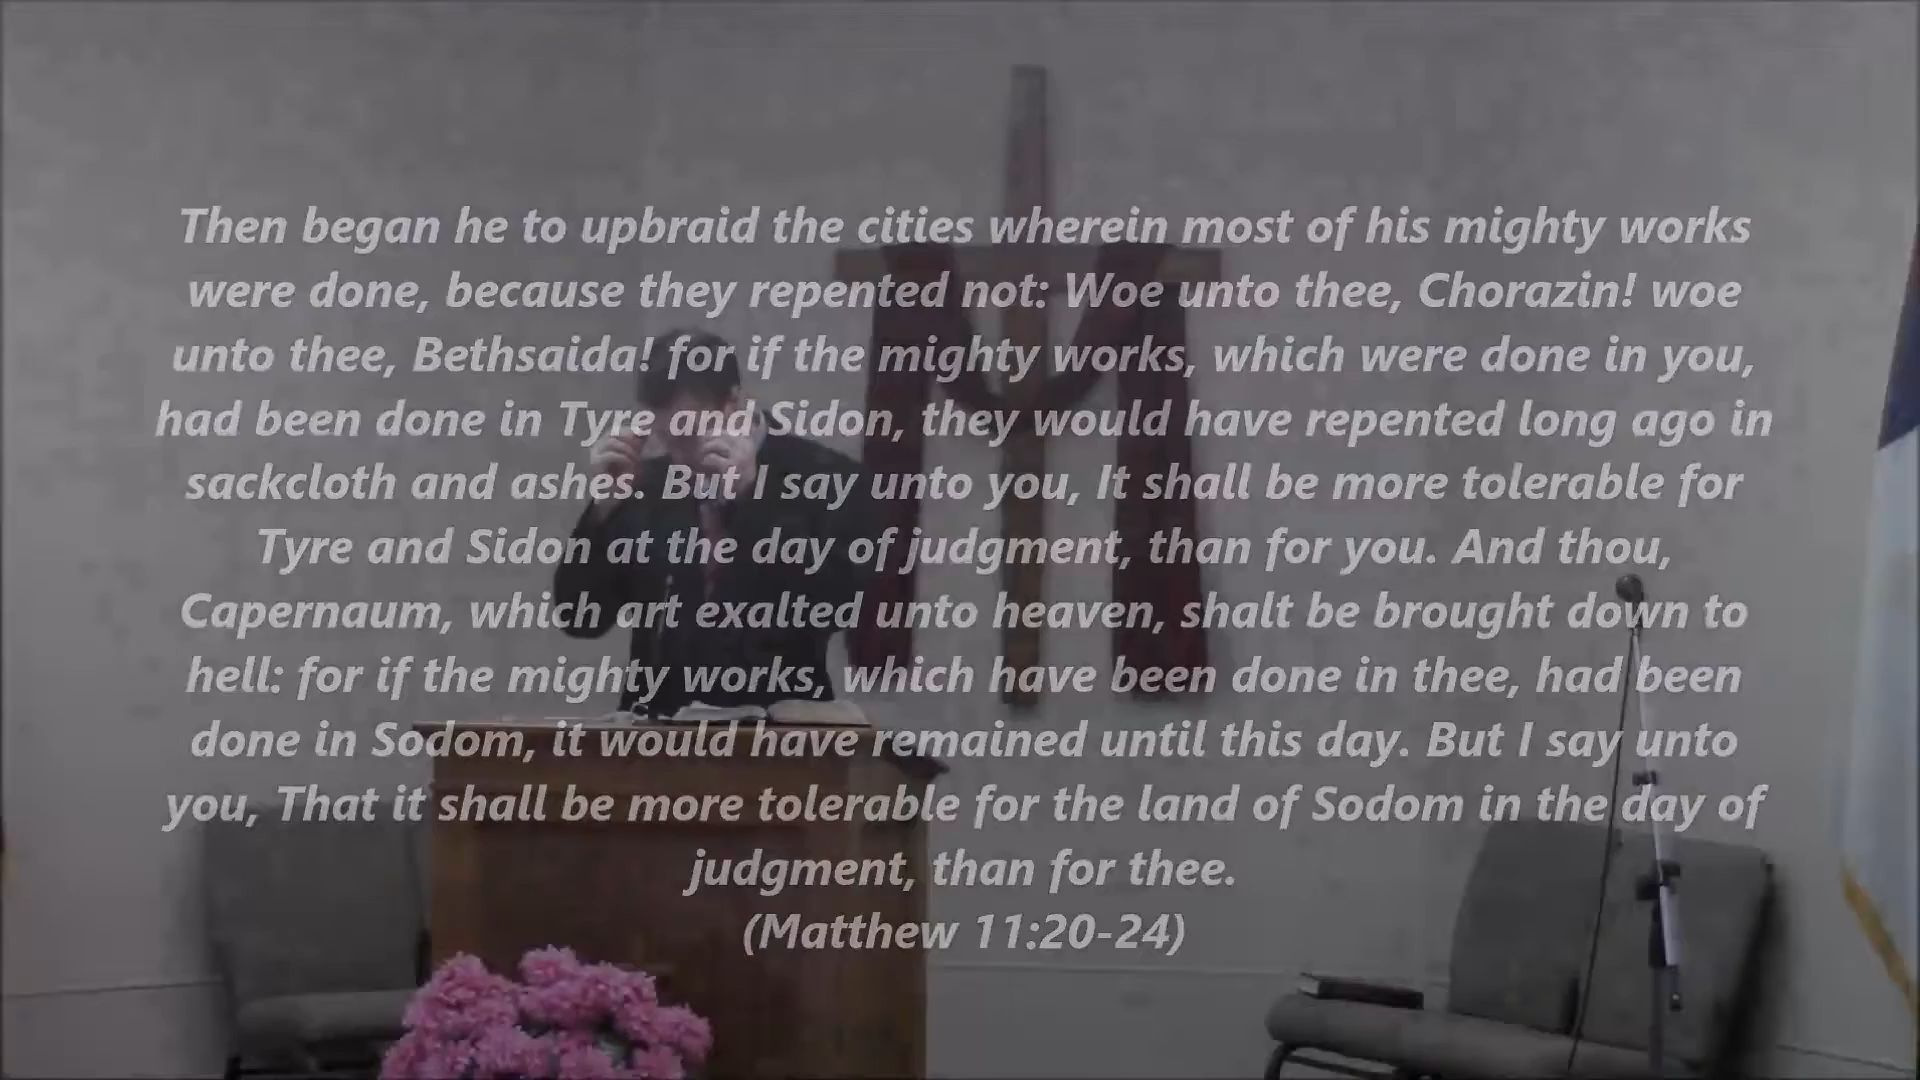 Then began he to upbraid the cities wherein most of his mighty works
were done, because they repented not: Woe unto thee, Chorazin! woe
unto thee, Bethsaida! for if the mighty works, which were done in you,
had been done in Tyre and Sidon, they would have repented long ago in
sackcloth and ashes. But I say unto you, It shall be more tolerable for
Tyre and Sidon at the day of judgment, than for you. And thou,
Capernaum, which art exalted unto heaven, shalt be brought down to
hell: for if the mighty works, which have been done in thee, had been
done in Sodom, it would have remained until this day. But I say unto
you, That it shall be more tolerable for the land of Sodom in the day of
judgment, than for thee.
(Matthew 11:20-24)